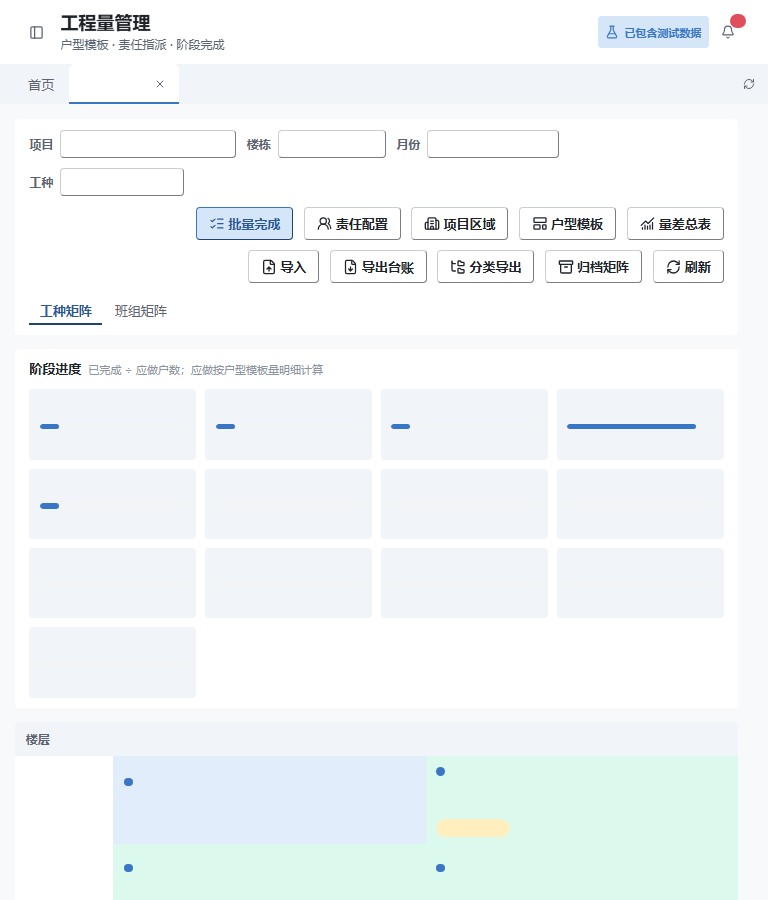 工程量管理
户型模板 · 责任指派 · 阶段完成
已包含测试数据
首页
项目
楼栋
月份
工种
批量完成
责任配置
项目区域
户型模板
量差总表
导入
导出台账
分类导出
归档矩阵
刷新
工种矩阵
班组矩阵
阶段进度 已完成 ÷ 应做户数；应做按户型模板量明细计算
楼层